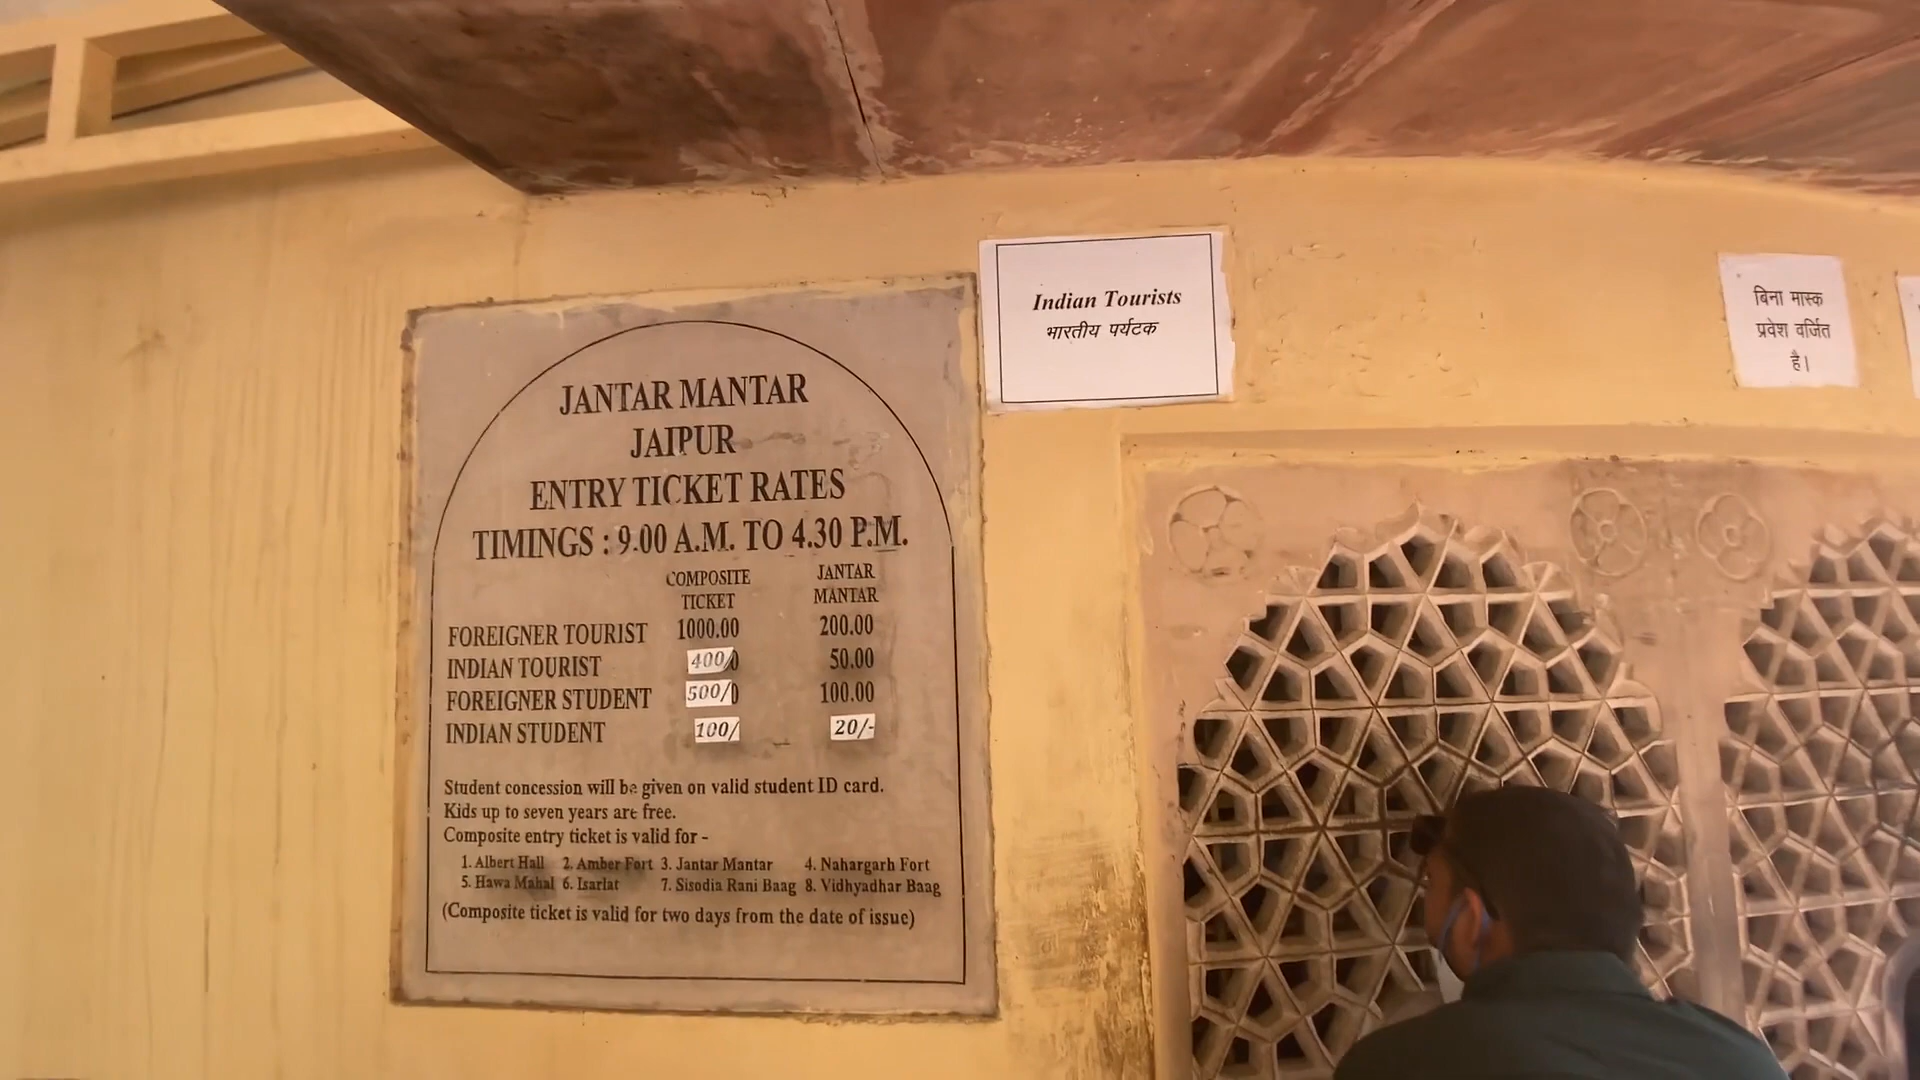 JANTAR MANTAR
JAIPUR
ENTRY TICKET RATES
TIMINGS : 9.00 A.M. TO 4.30 P.M.
COMPOSITE TICKET JANTAR MANTAR
FOREIGNER TOURIST 1000.00 200.00
INDIAN TOURIST 400/ 50.00
FOREIGNER STUDENT 500/ 100.00
INDIAN STUDENT 100/ 20/-
Student concession will be given on valid student ID card.
Kids up to seven years are free.
Composite entry ticket is valid for -
1. Albert Hall 2. Amber Fort 3. Jantar Mantar 4. Nahargarh Fort
5. Hawa Mahal 6. Isarlat 7. Sisodia Rani Baag 8. Vidhyadhar Baag
(Composite ticket is valid for two days from the date of issue)
Indian Tourists
भारतीय पर्यटक
बिना मास्क
प्रवेश वर्जित
है।